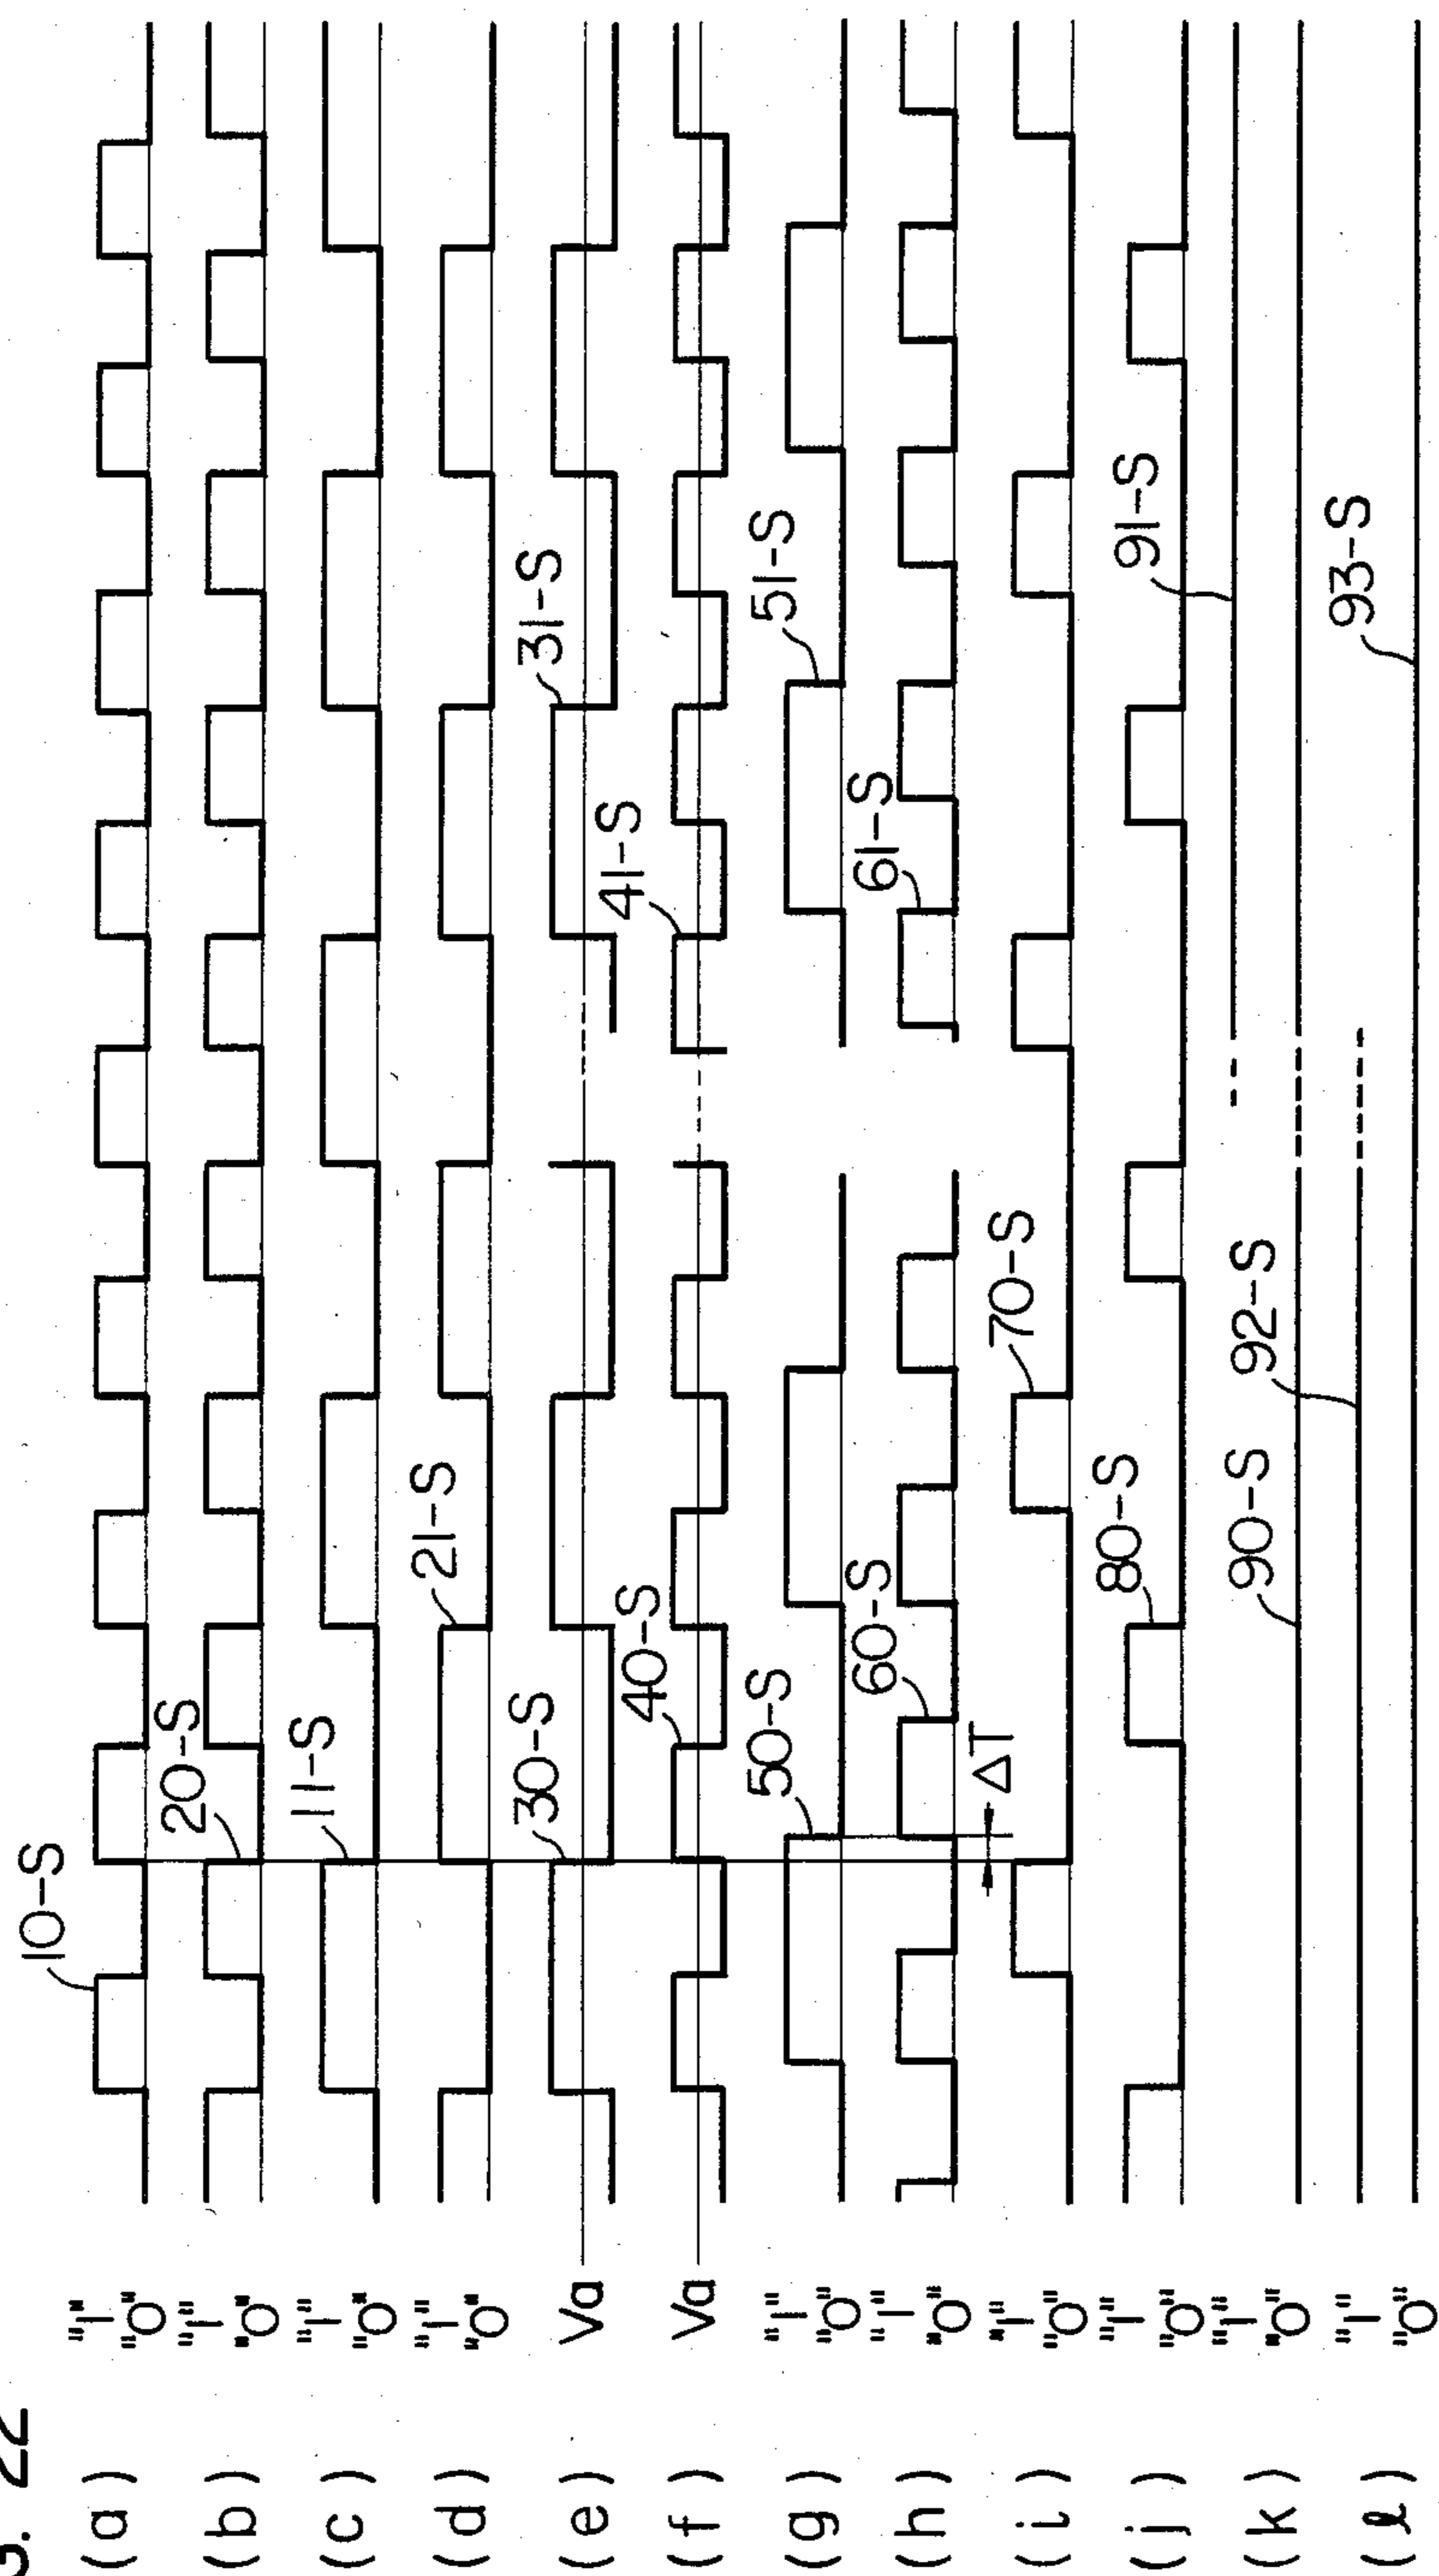 G. 22
(a) "1" "0" 10-S
(b) "1" "0" 20-S
(c) "1" "0" 11-S
(d) "1" "0" 21-S
(e) Va 30-S 31-S
(f) Va 40-S 41-S
(g) "1" "0" 50-S 51-S
(h) "1" "0" 60-S 61-S
ΔT
(i) "1" "0" 70-S
(j) "1" "0" 80-S
(k) "1" "0" 90-S 91-S
(l) "1" "0" 92-S 93-S